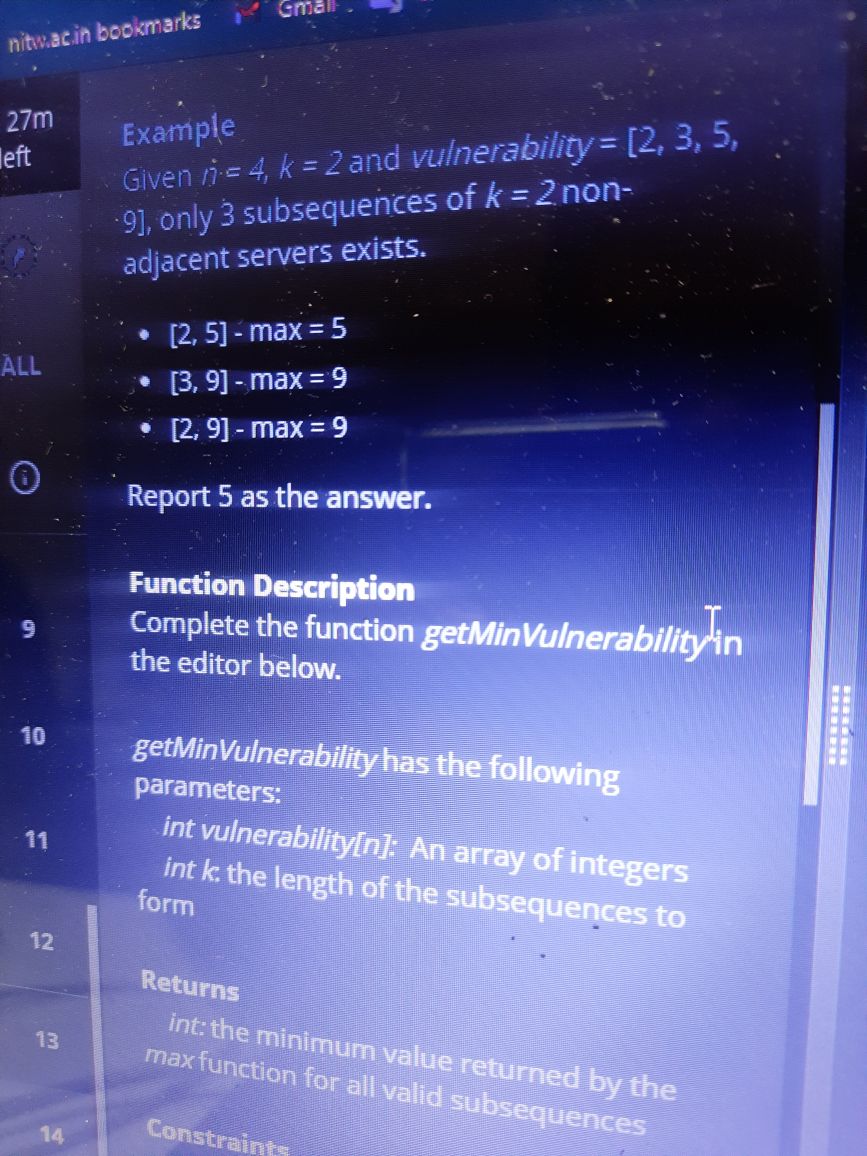 nitw.ac.in bookmarks
Gmail
27m
left
ALL
9
10
11
12
13
14
Example
Given n = 4, k = 2 and vulnerability = [2, 3, 5,
9], only 3 subsequences of k = 2 non-
adjacent servers exists.
• [2, 5] - max = 5
• [3, 9] - max = 9
• [2, 9] - max = 9
Report 5 as the answer.
Function Description
Complete the function getMinVulnerability in
the editor below.
getMinVulnerability has the following
parameters:
int vulnerability[n]: An array of integers
int k: the length of the subsequences to
form
Returns
int: the minimum value returned by the
max function for all valid subsequences
Constraints